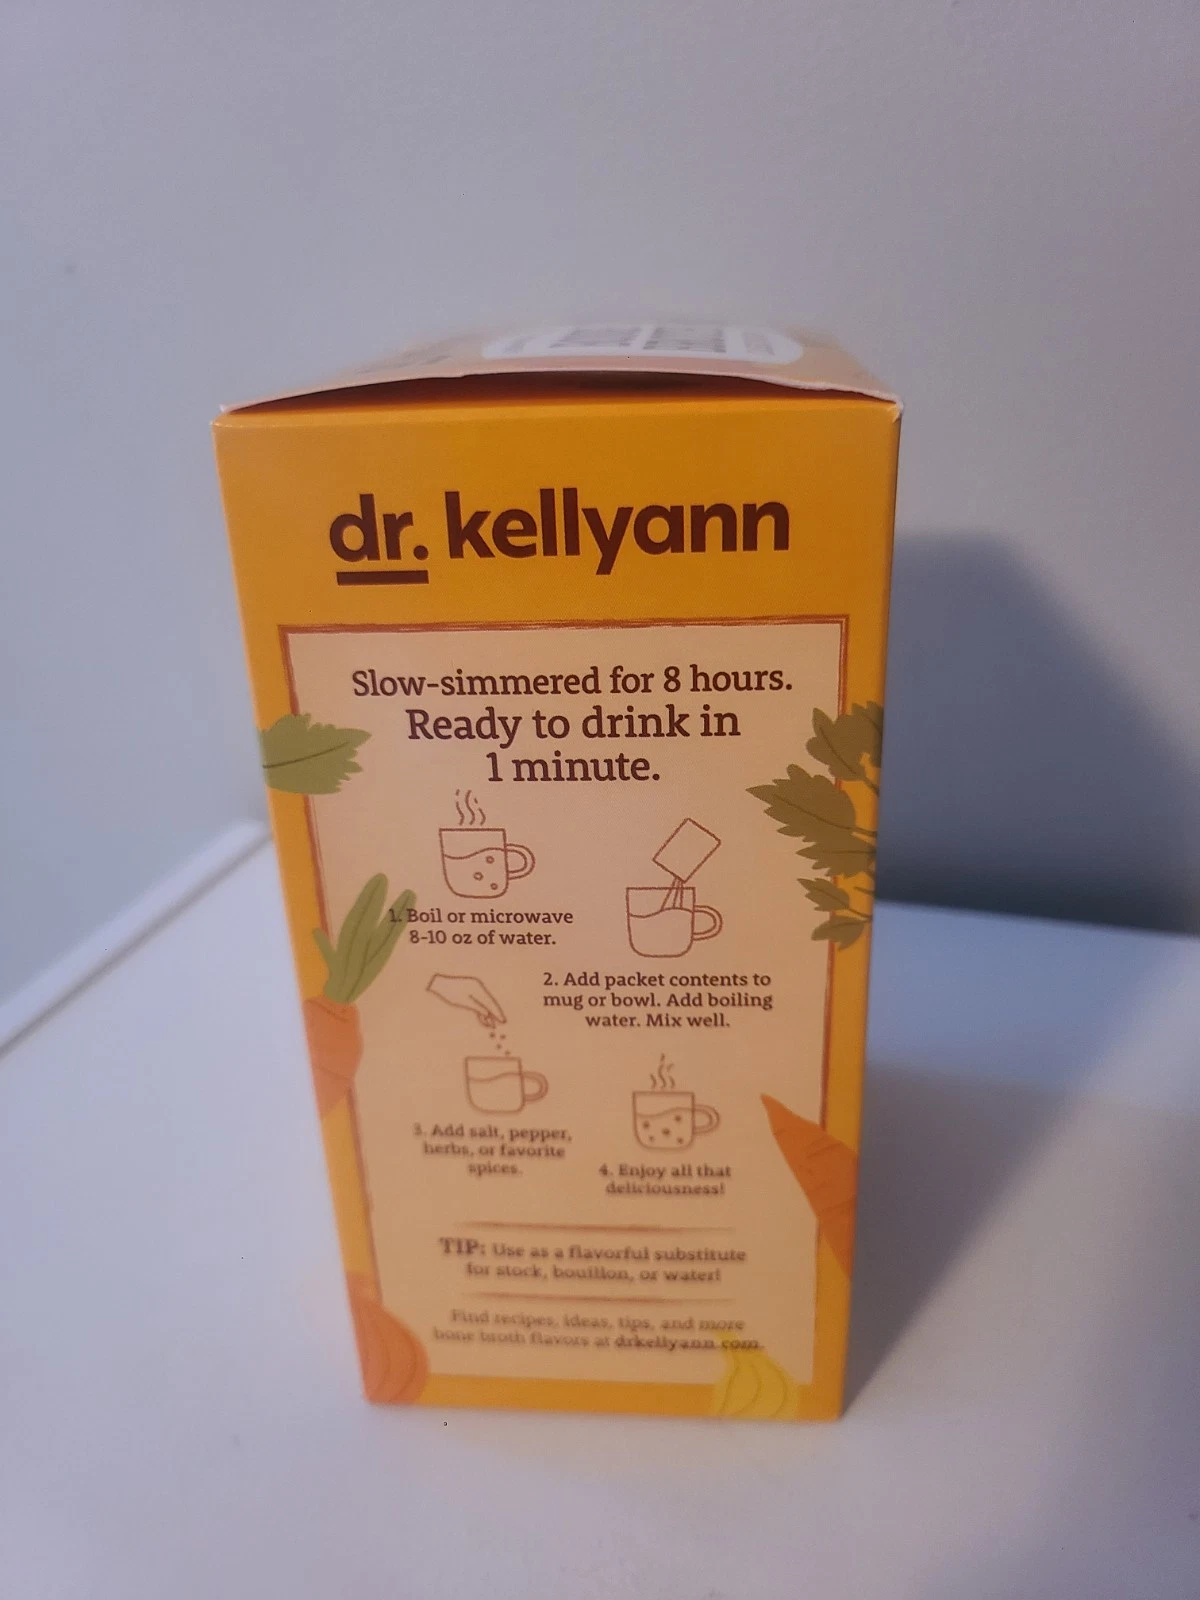 dr. kellyann
Slow-simmered for 8 hours.
Ready to drink in
1 minute.
1. Boil or microwave
8-10 oz of water.
2. Add packet contents to
mug or bowl. Add boiling
water. Mix well.
3. Add salt, pepper,
herbs, or favorite
spices.
4. Enjoy all that
deliciousness!
TIP: Use as a flavorful substitute
for stock, bouillon, or water!
Find recipes, ideas, tips, and more
bone broth flavors at drkellyann.com.